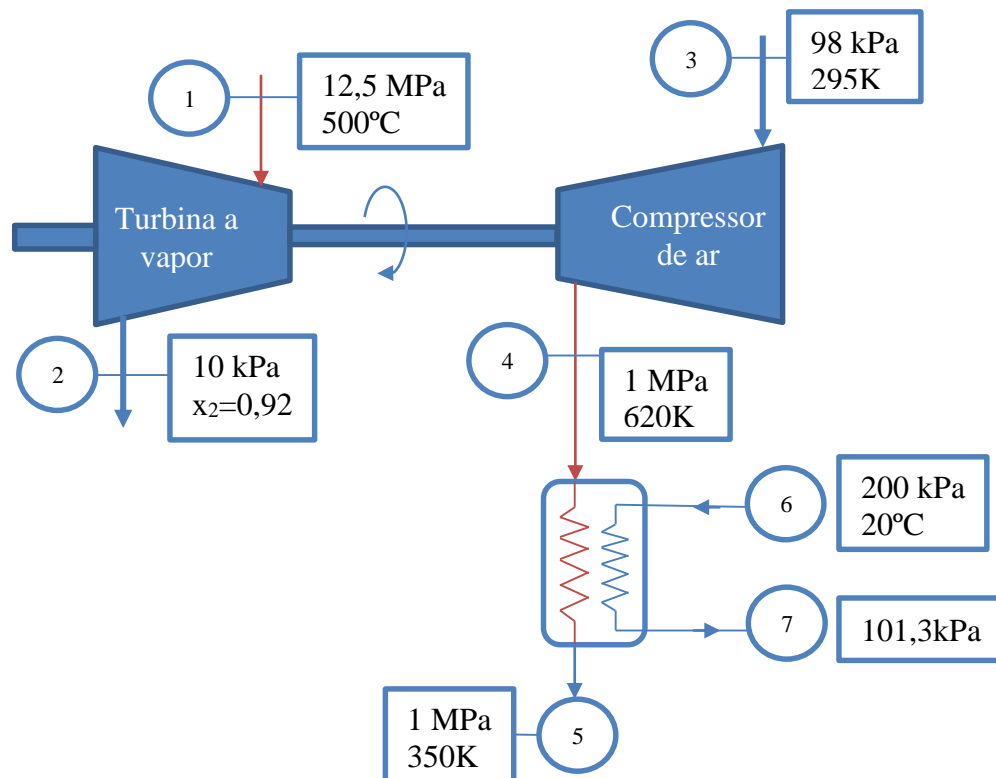 1
12,5 MPa
500ºC
3
98 kPa
295K
Turbina a
vapor
Compressor
de ar
2
10 kPa
x₂=0,92
4
1 MPa
620K
6
200 kPa
20ºC
7
101,3kPa
1 MPa
350K
5